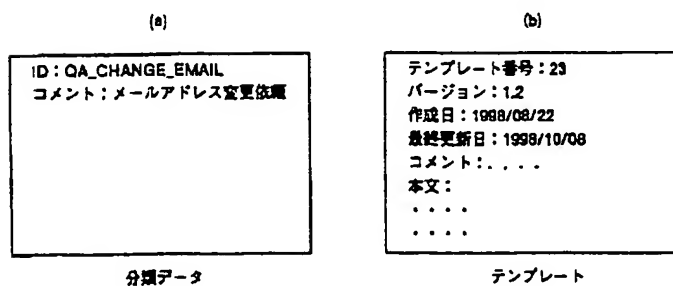 (a)
ID：QA_CHANGE_EMAIL
コメント：メールアドレス変更依頼
分類データ
(b)
テンプレート番号：23
バージョン：1.2
作成日：1998/08/22
最終更新日：1998/10/08
コメント：. . . .
本文：
・・・・
・・・・
テンプレート